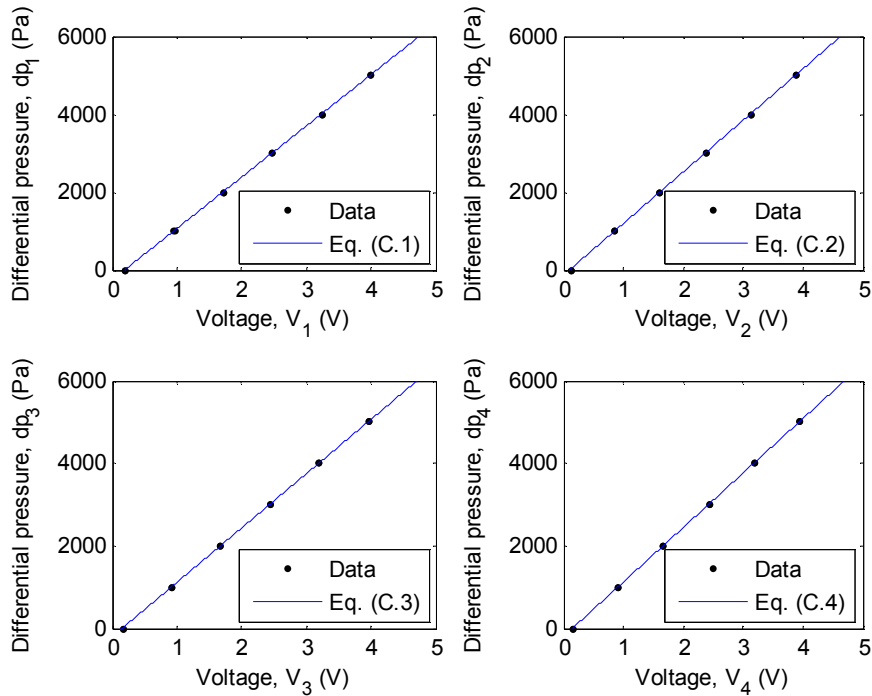 Differential pressure, dp1 (Pa)
6000
4000
2000
0
Data
Eq. (C.1)
0 1 2 3 4 5
Voltage, V1 (V)
Differential pressure, dp2 (Pa)
6000
4000
2000
0
Data
Eq. (C.2)
0 1 2 3 4 5
Voltage, V2 (V)
Differential pressure, dp3 (Pa)
6000
4000
2000
0
Data
Eq. (C.3)
0 1 2 3 4 5
Voltage, V3 (V)
Differential pressure, dp4 (Pa)
6000
4000
2000
0
Data
Eq. (C.4)
0 1 2 3 4 5
Voltage, V4 (V)